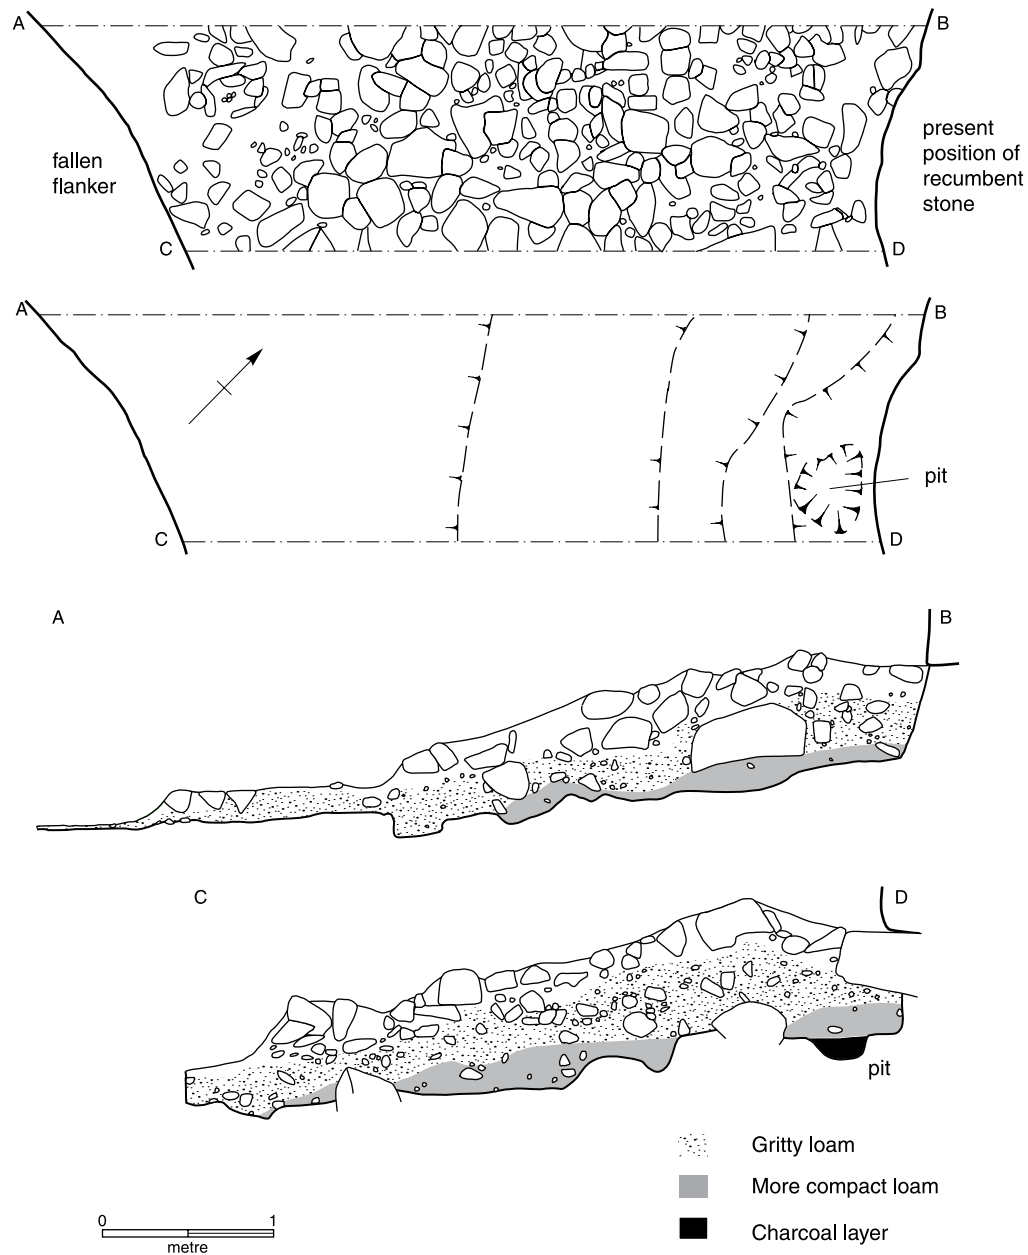 A
B
fallen
flanker
present
position of
recumbent
stone
C
D
A
B
pit
C
D
A
B
C
D
pit
Gritty loam
More compact loam
Charcoal layer
0 1
metre